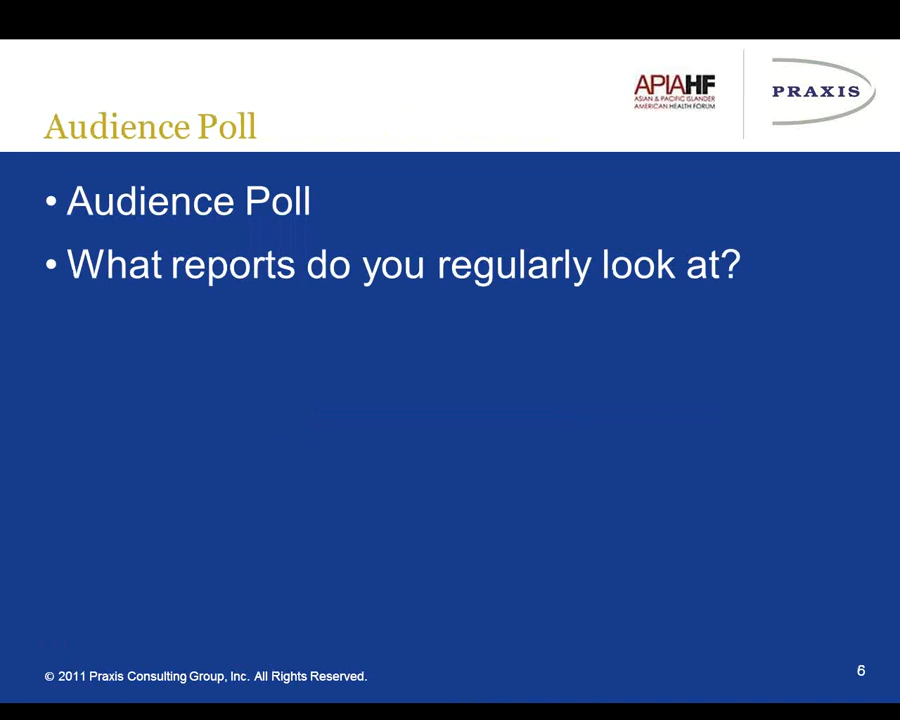 APIAHF
ASIAN & PACIFIC ISLANDER
AMERICAN HEALTH FORUM
PRAXIS
Audience Poll
• Audience Poll
• What reports do you regularly look at?
© 2011 Praxis Consulting Group, Inc. All Rights Reserved.
6